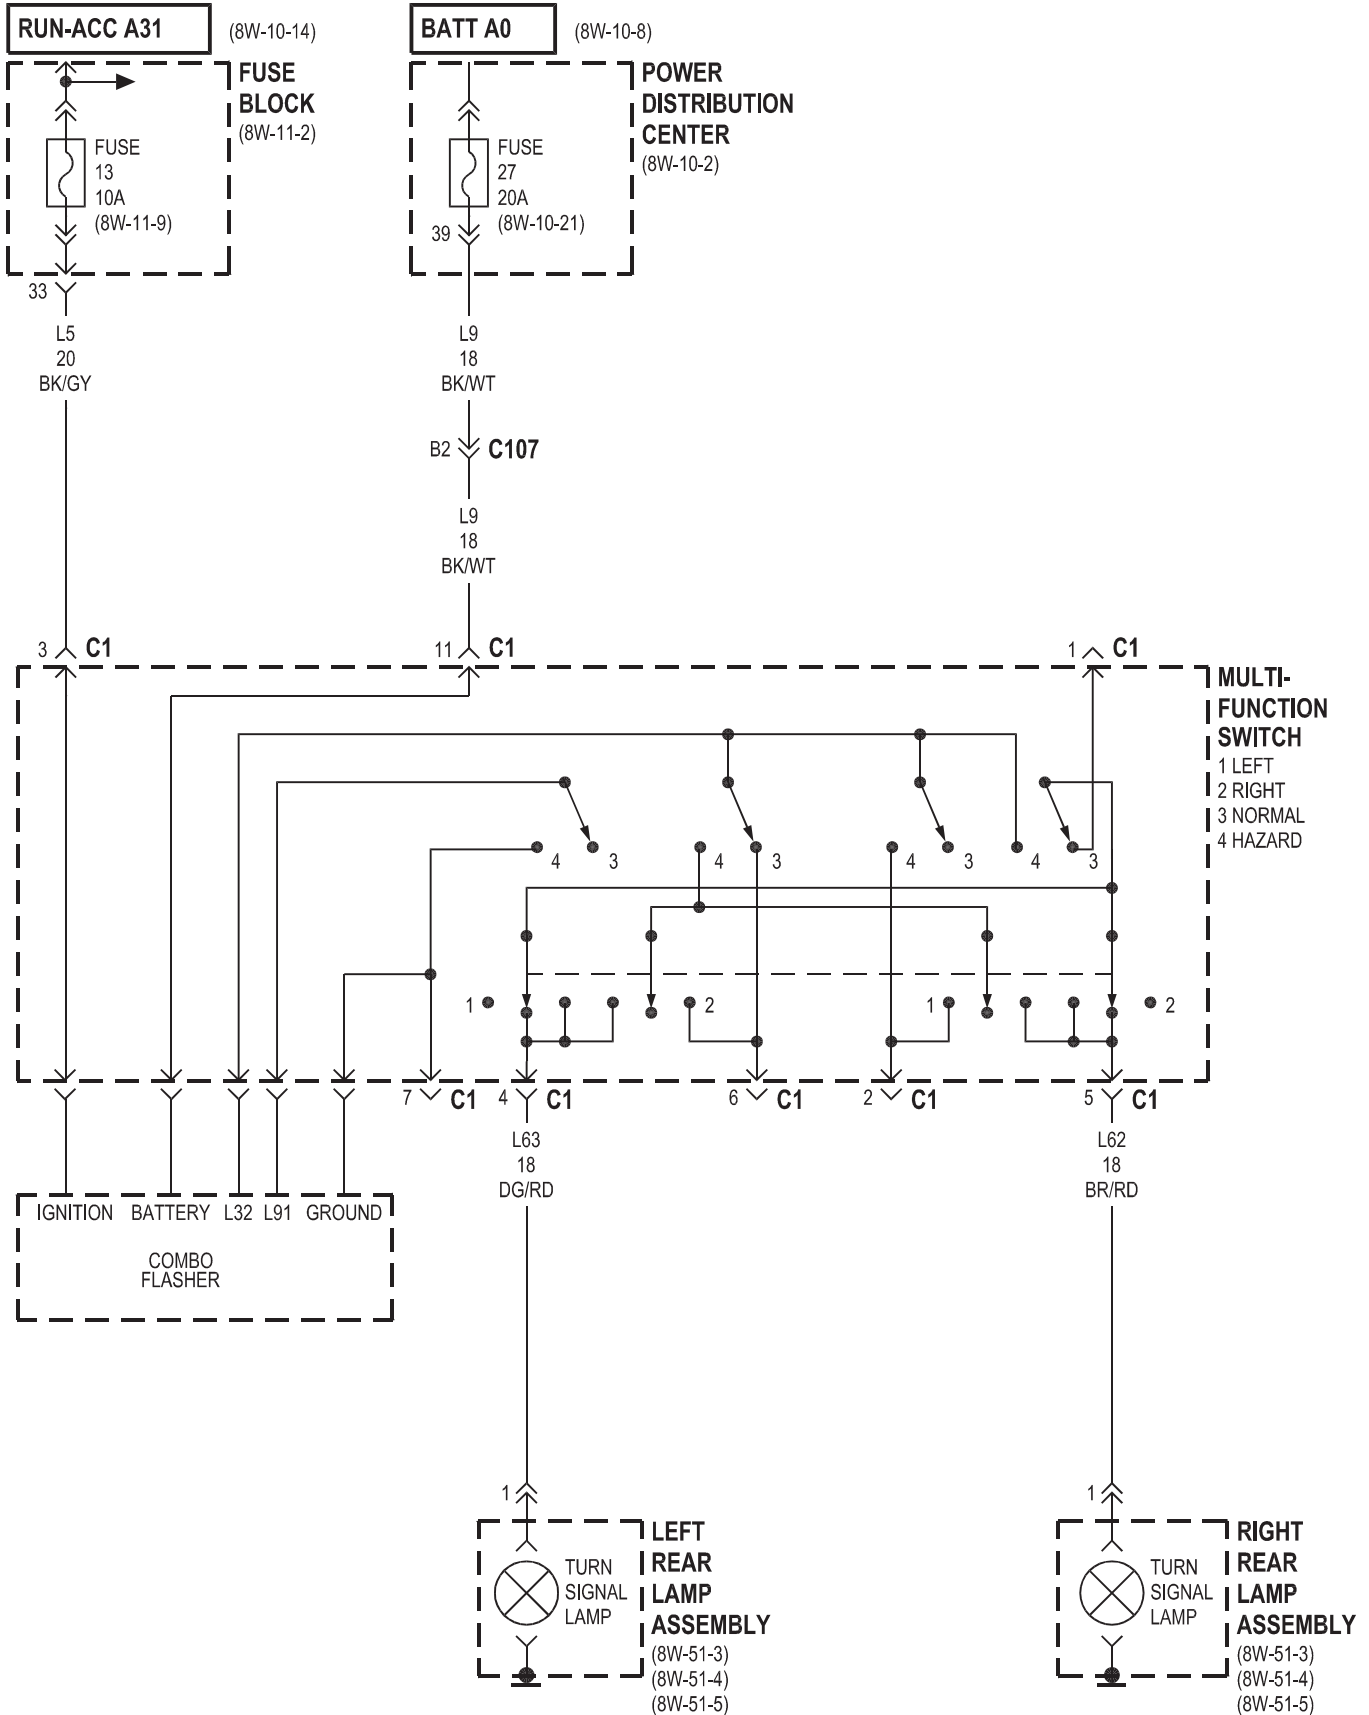 RUN-ACC A31
(8W-10-14)
BATT A0
(8W-10-8)
FUSE
BLOCK
(8W-11-2)
FUSE
13
10A
(8W-11-9)
33
POWER
DISTRIBUTION
CENTER
(8W-10-2)
FUSE
27
20A
(8W-10-21)
39
L5
20
BK/GY
L9
18
BK/WT
B2
C107
L9
18
BK/WT
3
C1
11
C1
1
C1
MULTI-
FUNCTION
SWITCH
1 LEFT
2 RIGHT
3 NORMAL
4 HAZARD
4
3
4
3
4
3
4
3
1
2
1
2
7
C1
4
C1
6
C1
2
C1
5
C1
L63
18
DG/RD
L62
18
BR/RD
IGNITION
BATTERY
L32
L91
GROUND
COMBO
FLASHER
1
1
TURN
SIGNAL
LAMP
LEFT
REAR
LAMP
ASSEMBLY
(8W-51-3)
(8W-51-4)
(8W-51-5)
TURN
SIGNAL
LAMP
RIGHT
REAR
LAMP
ASSEMBLY
(8W-51-3)
(8W-51-4)
(8W-51-5)